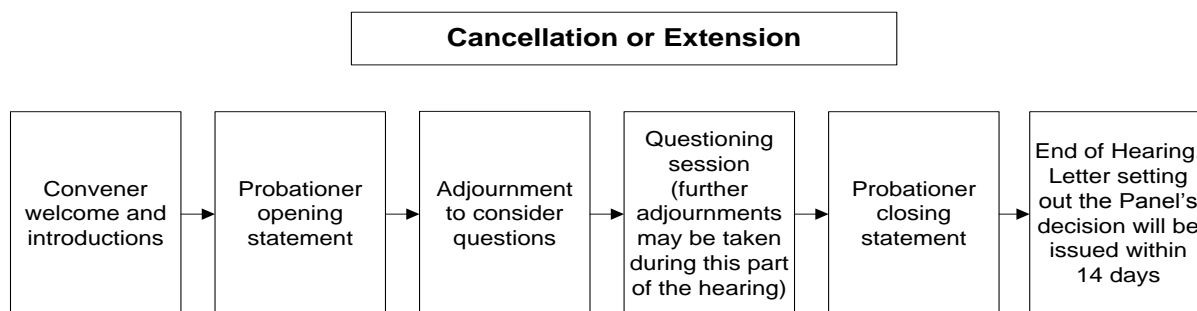 Cancellation or Extension
Convener
welcome and
introductions
Probationer
opening
statement
Adjournment
to consider
questions
Questioning
session
(further
adjournments
may be taken
during this part
of the hearing)
Probationer
closing
statement
End of Hearing.
Letter setting
out the Panel's
decision will be
issued within
14 days